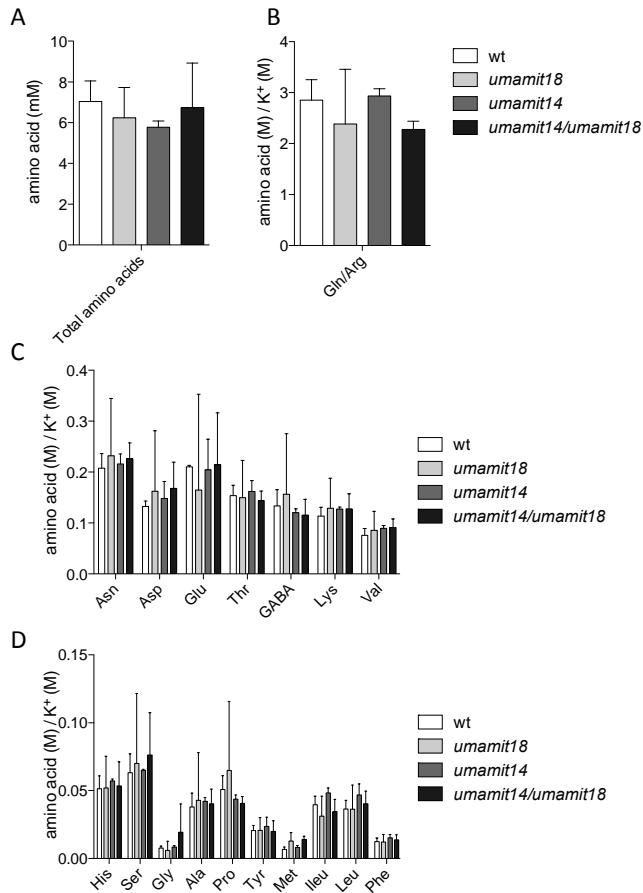 A
amino acid (mM)
10
8
6
4
2
0
Total amino acids
B
amino acid (M) / K⁺ (M)
4
3
2
1
0
Gln/Arg
wt
umamit18
umamit14
umamit14/umamit18
C
amino acid (M) / K⁺ (M)
0.4
0.3
0.2
0.1
0.0
Asn Asp Glu Thr GABA Lys Val
wt
umamit18
umamit14
umamit14/umamit18
D
amino acid (M) / K⁺ (M)
0.15
0.10
0.05
0.00
His Ser Gly Ala Pro Tyr Met Ileu Leu Phe
wt
umamit18
umamit14
umamit14/umamit18